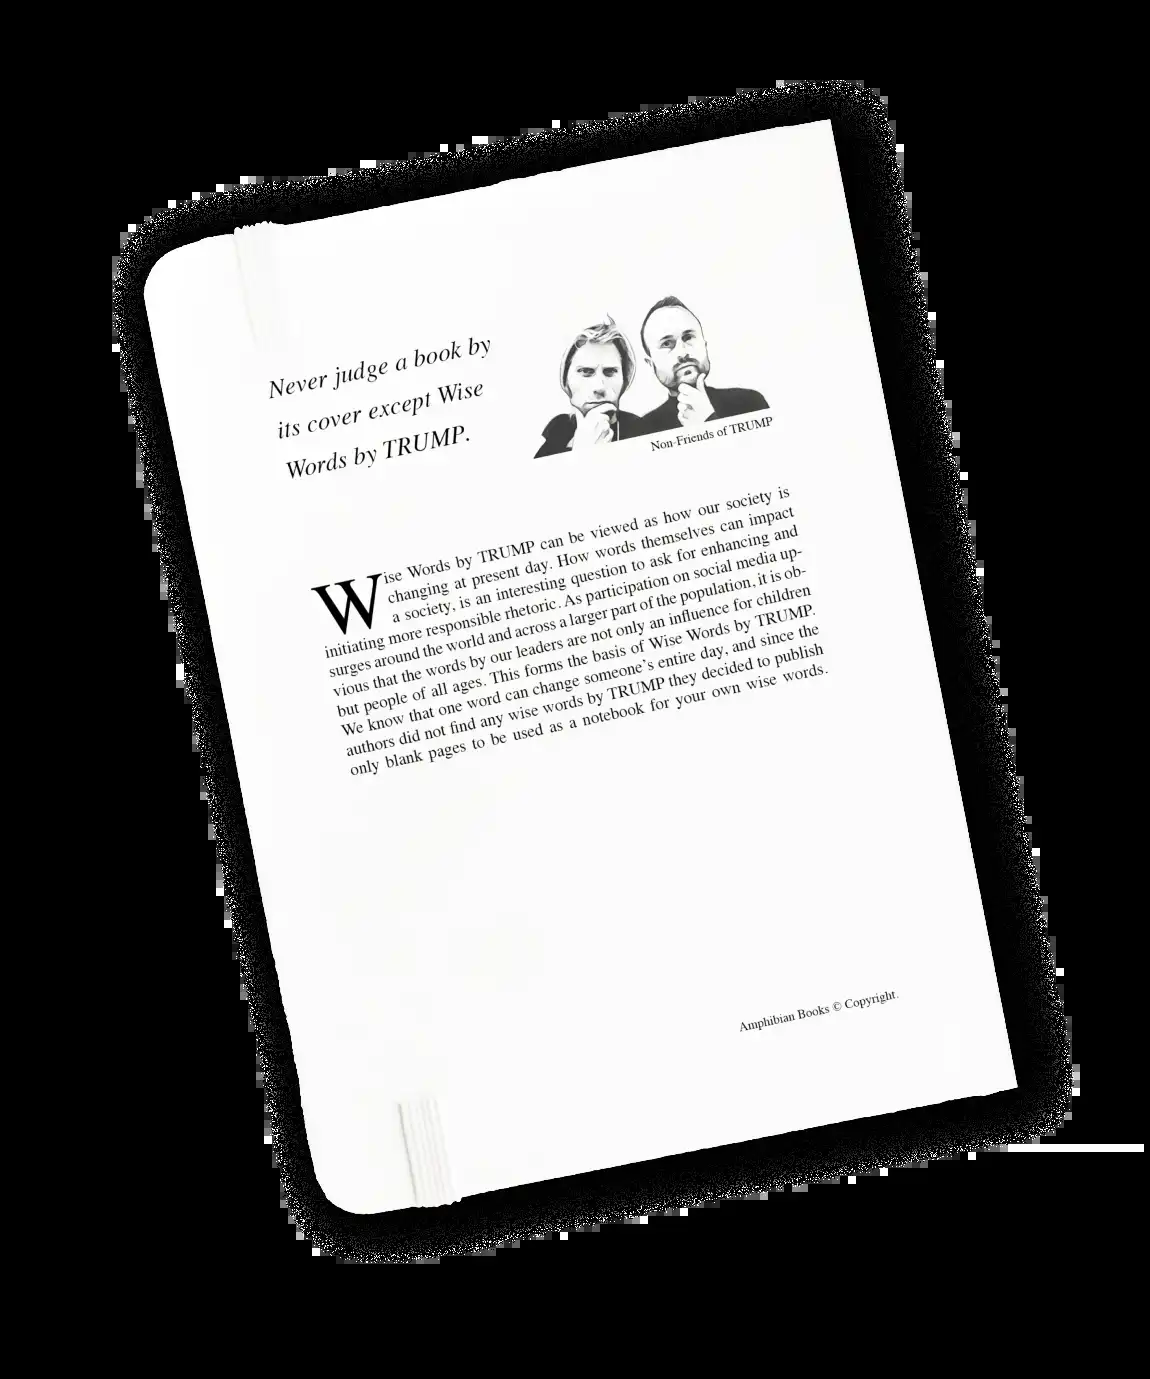 Never judge a book by
its cover except Wise
Words by TRUMP.
Non-Friends of TRUMP
Wise Words by TRUMP can be viewed as how our society is
changing at present day. How words themselves can impact
a society, is an interesting question to ask for enhancing and
initiating more responsible rhetoric. As participation on social media up-
surges around the world and across a larger part of the population, it is ob-
vious that the words by our leaders are not only an influence for children
but people of all ages. This forms the basis of Wise Words by TRUMP.
We know that one word can change someone's entire day, and since the
authors did not find any wise words by TRUMP they decided to publish
only blank pages to be used as a notebook for your own wise words.
Amphibian Books © Copyright.